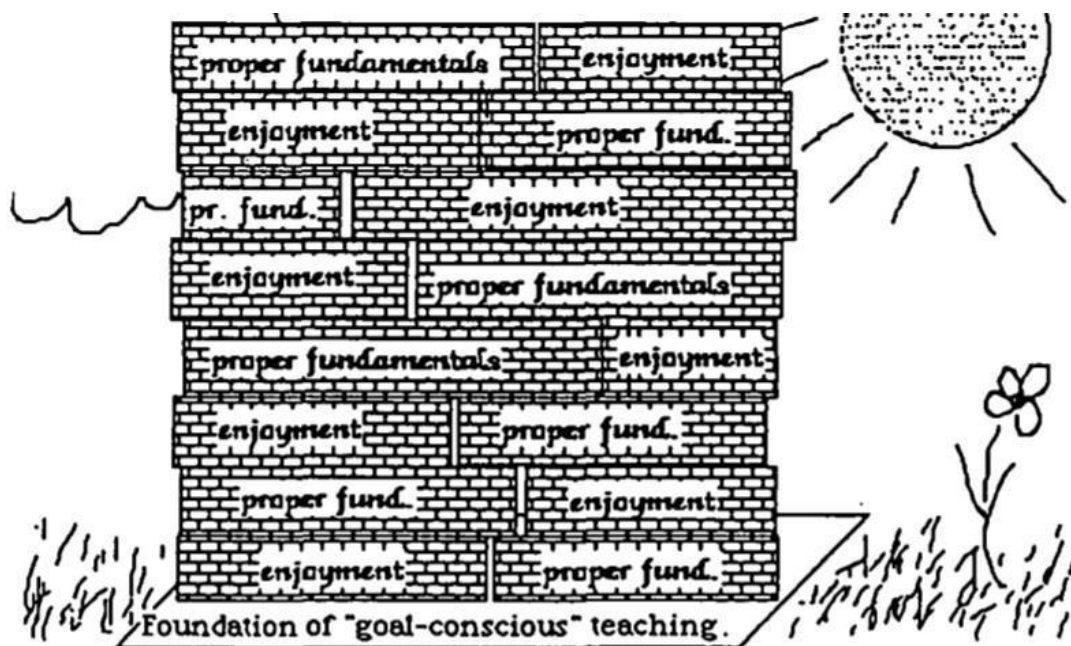 proper fundamentals enjoyment
enjoyment proper fund.
pr. fund. enjoyment
enjoyment proper fundamentals
proper fundamentals enjoyment
enjoyment proper fund.
proper fund. enjoyment
enjoyment proper fund.
Foundation of "goal-conscious" teaching.